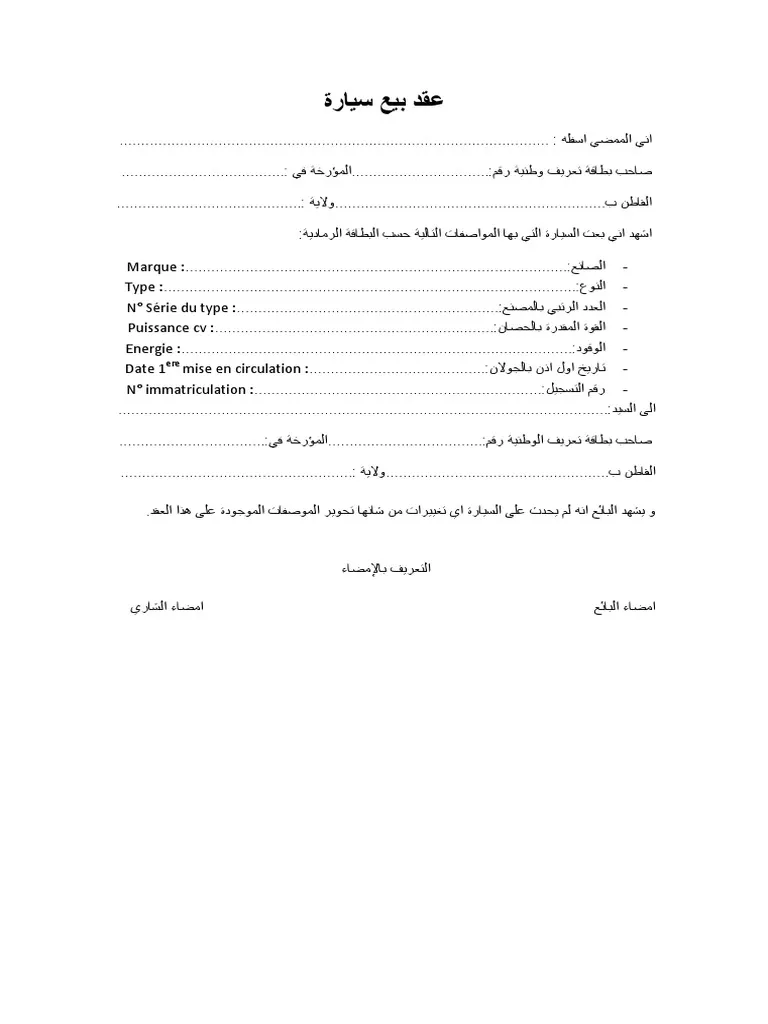 عقد بيع سيارة
اني الممضي اسفله : ....................................................................................................
صاحب بطاقة تعريف وطنية رقم:................................المؤرخة في :......................................
القاطن ب...............................................................ولاية :...........................................
اشهد اني بعت السيارة التي بها المواصفات التالية حسب البطاقة الرمادية:
- الصانع:.......................................................................................... Marque :
- النوع:....................................................................................................... Type :
- العدد الرتبي بالمصنع:............................................................. N° Série du type :
- القوة المقدرة بالحصان:................................................................. Puissance cv :
- الوقود:............................................................................................ Energie :
- تاريخ اول اذن بالجولان:......................................... Date 1ere mise en circulation :
- رقم التسجيل:................................................................... N° immatriculation :
الى السيد:..................................................................................................................
صاحب بطاقة تعريف الوطنية رقم:....................................المؤرخة في:..................................
القاطن ب....................................................ولاية :......................................................
و يشهد البائع انه لم يحدث على السيارة اي تغييرات من شانها تحوير الموصفات الموجودة على هذا العقد.
التعريف بالإمضاء
امضاء البائع امضاء الشاري